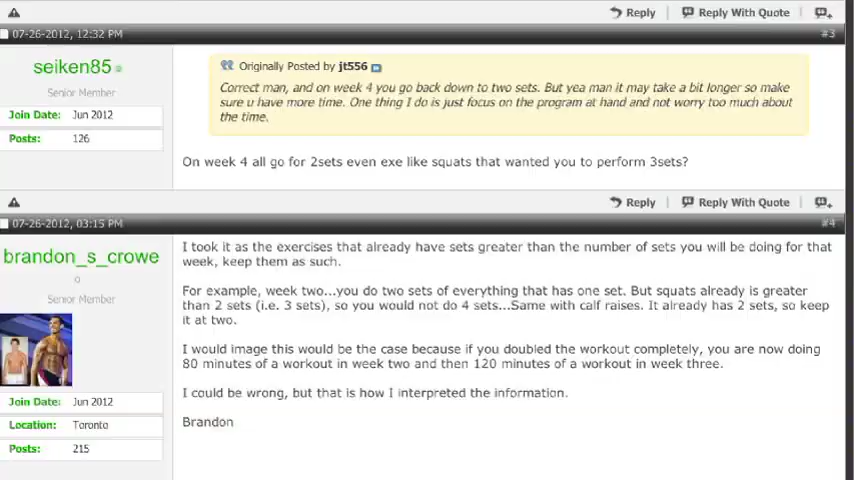 Reply | Reply With Quote |
07-26-2012, 12:32 PM #3
seiken85
Senior Member
Join Date: Jun 2012
Posts: 126
Originally Posted by jt556
Correct man, and on week 4 you go back down to two sets. But yea man it may take a bit longer so make
sure u have more time. One thing I do is just focus on the program at hand and not worry too much about
the time.
On week 4 all go for 2sets even exe like squats that wanted you to perform 3sets?
Reply | Reply With Quote |
07-26-2012, 03:15 PM #4
brandon_s_crowe
Senior Member
Join Date: Jun 2012
Location: Toronto
Posts: 215
I took it as the exercises that already have sets greater than the number of sets you will be doing for that
week, keep them as such.
For example, week two...you do two sets of everything that has one set. But squats already is greater
than 2 sets (i.e. 3 sets), so you would not do 4 sets...Same with calf raises. It already has 2 sets, so keep
it at two.
I would image this would be the case because if you doubled the workout completely, you are now doing
80 minutes of a workout in week two and then 120 minutes of a workout in week three.
I could be wrong, but that is how I interpreted the information.
Brandon